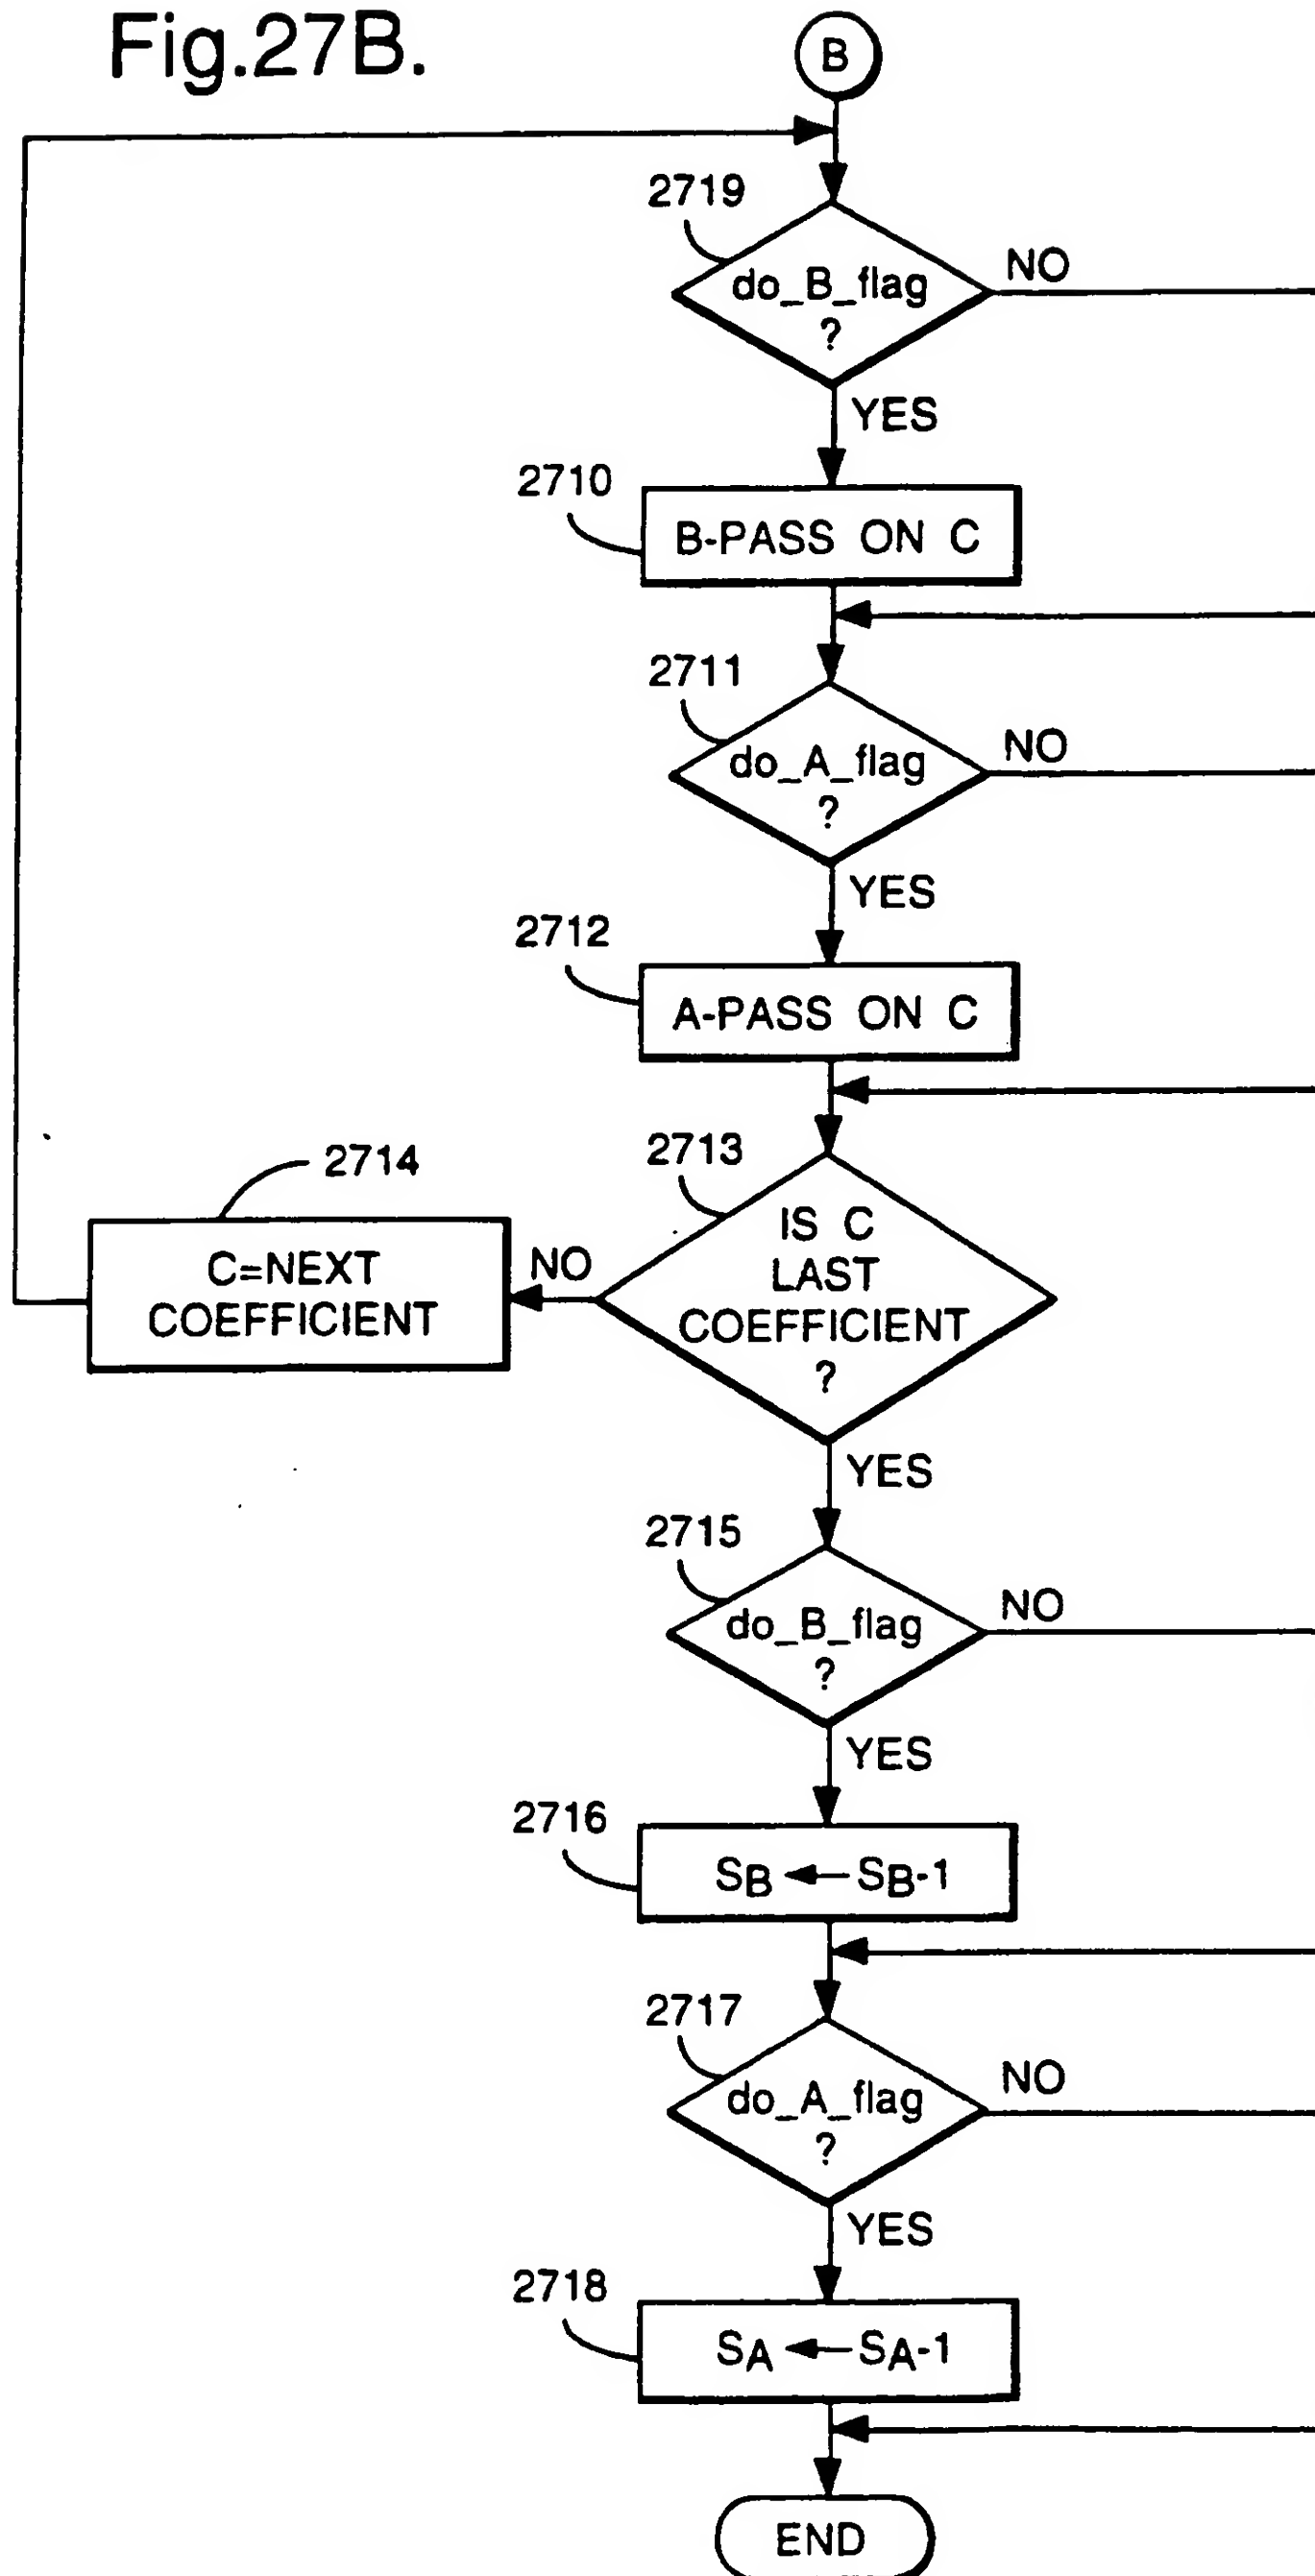 Fig.27B.
B
2719
do_B_flag
?
NO
YES
2710
B-PASS ON C
2711
do_A_flag
?
NO
YES
2712
A-PASS ON C
2713
IS C
LAST
COEFFICIENT
?
NO
2714
C=NEXT
COEFFICIENT
YES
2715
do_B_flag
?
NO
YES
2716
SB ← SB-1
2717
do_A_flag
?
NO
YES
2718
SA ← SA-1
END